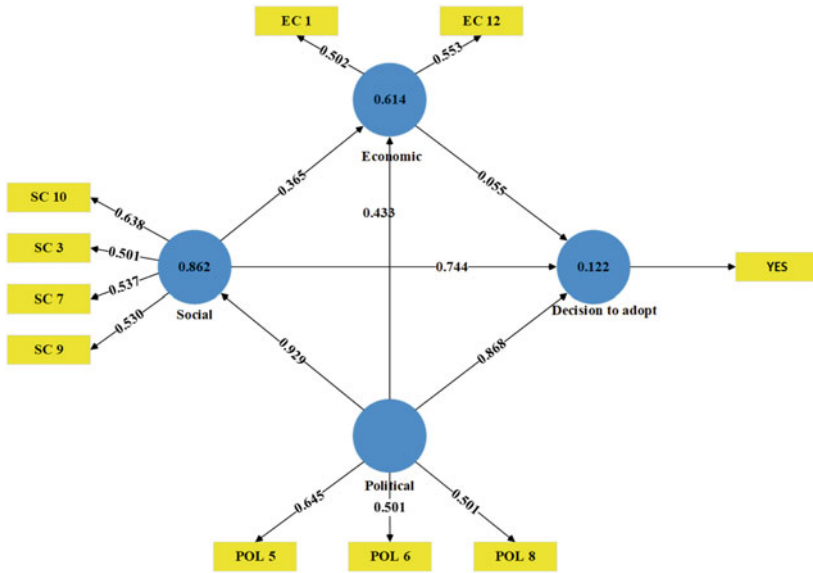 EC 1
EC 12
0.502
0.553
0.614
Economic
0.365
0.055
0.433
SC 10
0.638
SC 3
0.501
SC 7
0.537
SC 9
0.530
0.862
Social
0.744
0.122
Decision to adopt
YES
0.929
0.868
Political
0.645
0.501
0.501
POL 5
POL 6
POL 8